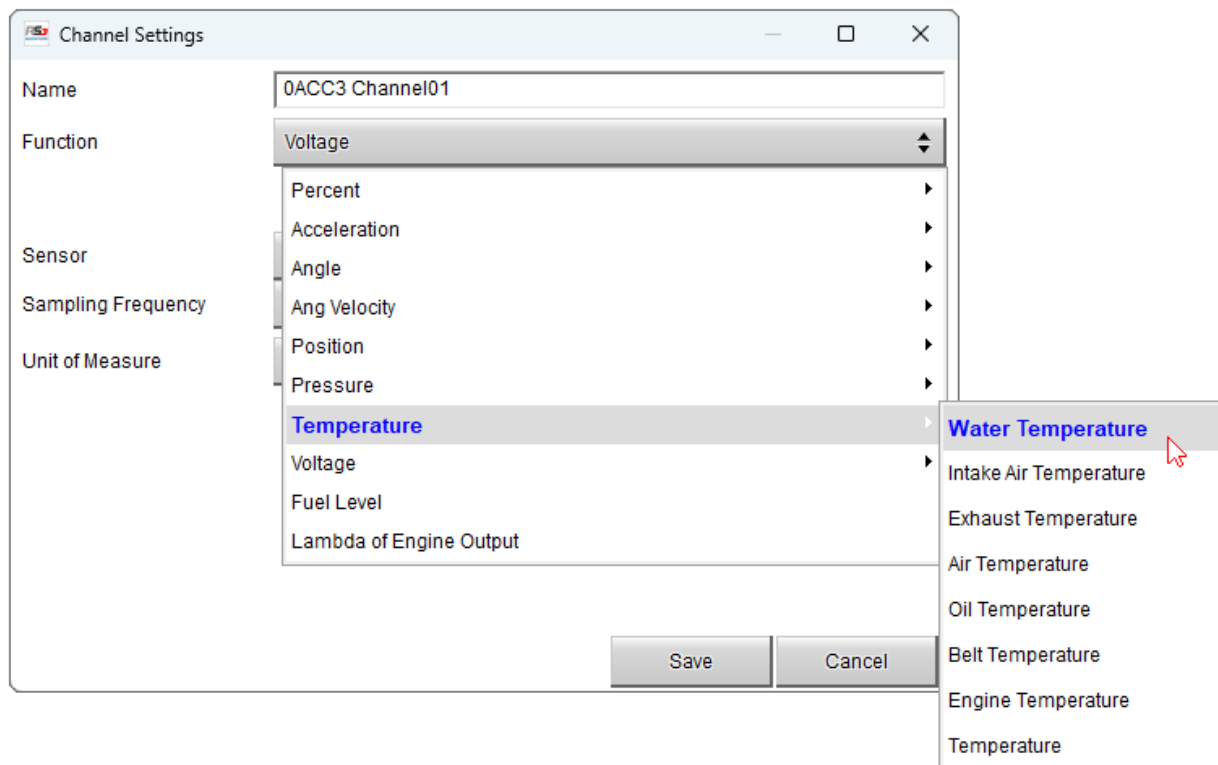 RS3
Channel Settings
Name
0ACC3 Channel01
Function
Voltage
Percent
Acceleration
Angle
Ang Velocity
Position
Pressure
Temperature
Voltage
Fuel Level
Lambda of Engine Output
Sensor
Sampling Frequency
Unit of Measure
Water Temperature
Intake Air Temperature
Exhaust Temperature
Air Temperature
Oil Temperature
Belt Temperature
Engine Temperature
Temperature
Save
Cancel